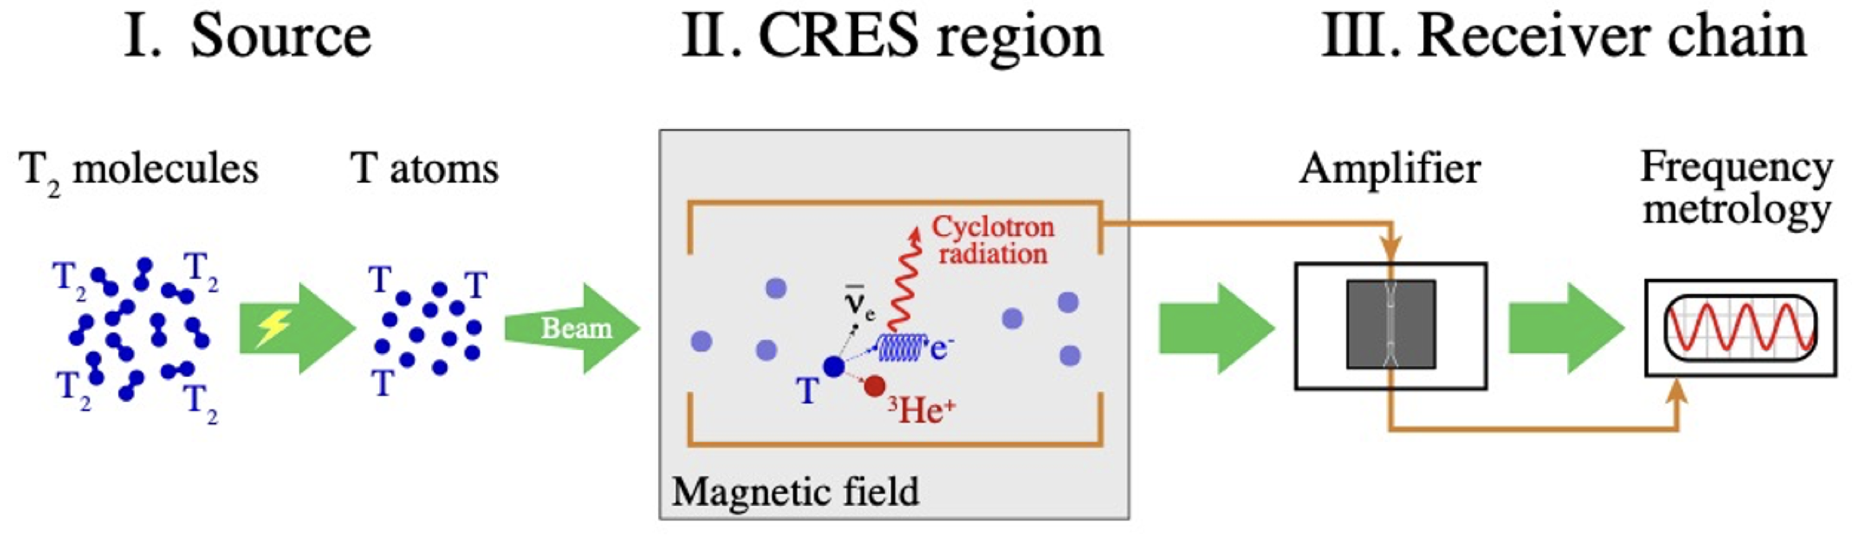 I. Source
II. CRES region
III. Receiver chain
T₂ molecules
T atoms
Amplifier
Frequency
metrology
T₂
T₂
T₂
T₂
T
T
T
Beam
Cyclotron
radiation
ν̅ₑ
e⁻
T
³He⁺
Magnetic field